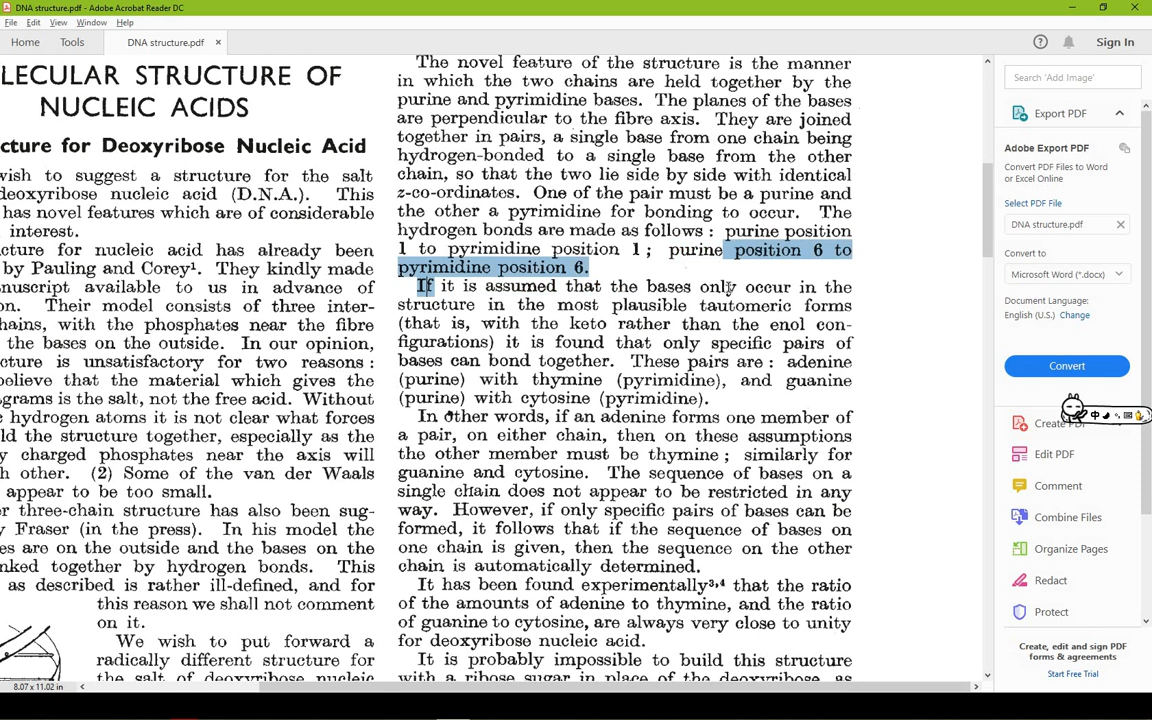 DNA structure.pdf - Adobe Acrobat Reader DC
File Edit View Window Help
Home Tools DNA structure.pdf × Sign In
LECULAR STRUCTURE OF
NUCLEIC ACIDS
cture for Deoxyribose Nucleic Acid
wish to suggest a structure for the salt
deoxyribose nucleic acid (D.N.A.). This
has novel features which are of considerable
interest.
cture for nucleic acid has already been
by Pauling and Corey¹. They kindly made
nuscript available to us in advance of
on. Their model consists of three inter-
hains, with the phosphates near the fibre
the bases on the outside. In our opinion,
cture is unsatisfactory for two reasons :
believe that the material which gives the
grams is the salt, not the free acid. Without
hydrogen atoms it is not clear what forces
ld the structure together, especially as the
y charged phosphates near the axis will
h other. (2) Some of the van der Waals
appear to be too small.
er three-chain structure has also been sug-
y Fraser (in the press). In his model the
es are on the outside and the bases on the
nked together by hydrogen bonds. This
as described is rather ill-defined, and for
this reason we shall not comment
on it.
We wish to put forward a
radically different structure for
the salt of deoxyribose nucleic
The novel feature of the structure is the manner
in which the two chains are held together by the
purine and pyrimidine bases. The planes of the bases
are perpendicular to the fibre axis. They are joined
together in pairs, a single base from one chain being
hydrogen-bonded to a single base from the other
chain, so that the two lie side by side with identical
z-co-ordinates. One of the pair must be a purine and
the other a pyrimidine for bonding to occur. The
hydrogen bonds are made as follows : purine position
1 to pyrimidine position 1 ; purine position 6 to
pyrimidine position 6.
If it is assumed that the bases only occur in the
structure in the most plausible tautomeric forms
(that is, with the keto rather than the enol con-
figurations) it is found that only specific pairs of
bases can bond together. These pairs are : adenine
(purine) with thymine (pyrimidine), and guanine
(purine) with cytosine (pyrimidine).
In other words, if an adenine forms one member of
a pair, on either chain, then on these assumptions
the other member must be thymine ; similarly for
guanine and cytosine. The sequence of bases on a
single chain does not appear to be restricted in any
way. However, if only specific pairs of bases can be
formed, it follows that if the sequence of bases on
one chain is given, then the sequence on the other
chain is automatically determined.
It has been found experimentally³,⁴ that the ratio
of the amounts of adenine to thymine, and the ratio
of guanine to cytosine, are always very close to unity
for deoxyribose nucleic acid.
It is probably impossible to build this structure
with a ribose sugar in place of the deoxyribose, as
8.07 x 11.02 in
Search 'Add Image'
Export PDF
Adobe Export PDF
Convert PDF Files to Word
or Excel Online
Select PDF File
DNA structure.pdf
Convert to
Microsoft Word (*.docx)
Document Language:
English (U.S.) Change
Convert
中
Create PDF
Edit PDF
Comment
Combine Files
Organize Pages
Redact
Protect
Create, edit and sign PDF
forms & agreements
Start Free Trial